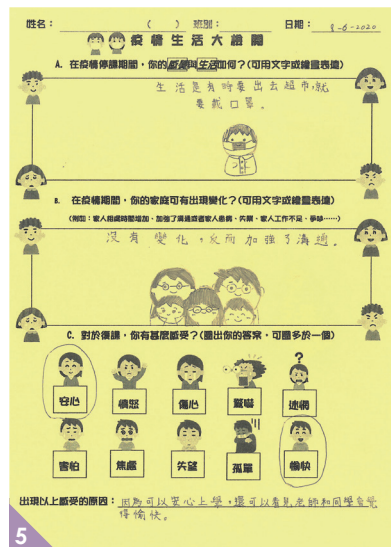 姓名： （ ） 班別： 日期：8-6-2020
疫情生活大檢閱
A. 在疫情停課期間，你的感受與生活如何？(可用文字或繪畫表達)
生活是有時要出去超市,就
要戴口罩。
B. 在疫情期間，你的家庭可有出現變化？(可用文字或繪畫表達)
(例如：家人相處時間增加、加強了溝通或者家人患病、失業、家人工作不足、爭吵……)
沒有變化，反而加強了溝通。
C. 對於復課，你有甚麼感受？(圈出你的答案，可圈多於一個)
安心 憤怒 傷心 驚嚇 迷惘
害怕 焦慮 失望 孤單 愉快
出現以上感受的原因：因為可以安心上學，還可以看見老師和同學會覺
得愉快。
5